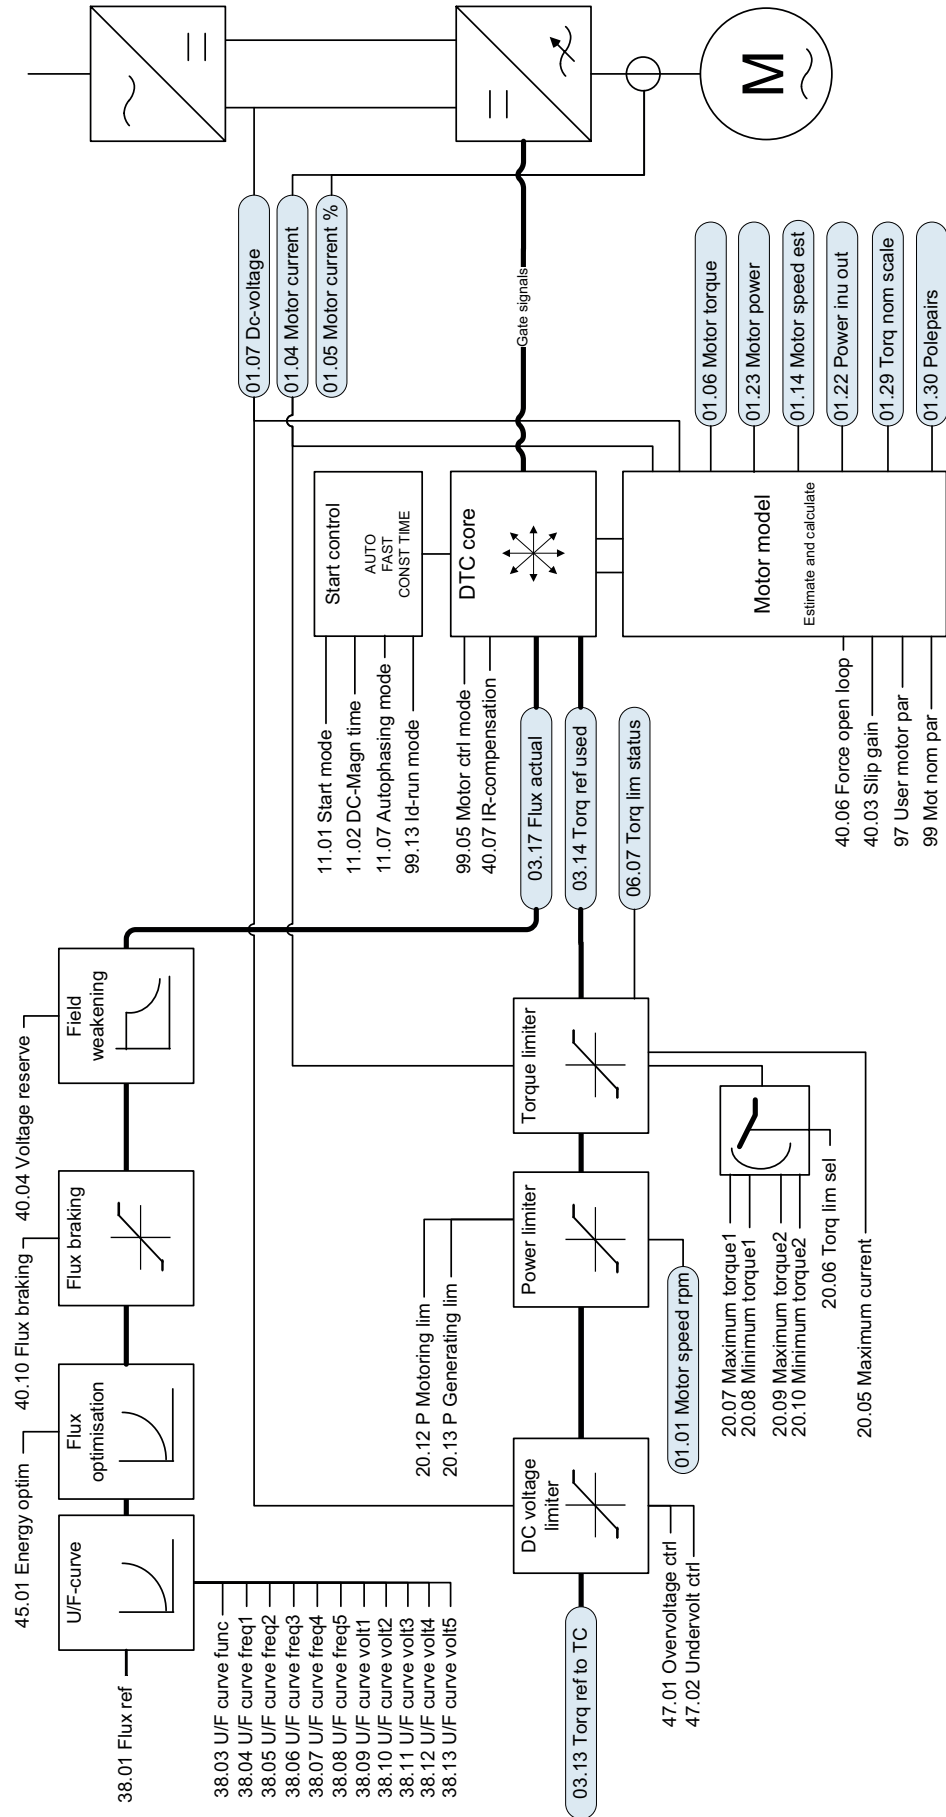 45.01 Energy optim
40.10 Flux braking
40.04 Voltage reserve
38.01 Flux ref
U/F-curve
Flux
optimisation
Flux braking
Field
weakening
38.03 U/F curve func
38.04 U/F curve freq1
38.05 U/F curve freq2
38.06 U/F curve freq3
38.07 U/F curve freq4
38.08 U/F curve freq5
38.09 U/F curve volt1
38.10 U/F curve volt2
38.11 U/F curve volt3
38.12 U/F curve volt4
38.13 U/F curve volt5
01.07 Dc-voltage
01.04 Motor current
01.05 Motor current %
11.01 Start mode
11.02 DC-Magn time
11.07 Autophasing mode
99.13 Id-run mode
Start control
AUTO
FAST
CONST TIME
99.05 Motor ctrl mode
40.07 IR-compensation
DTC core
Gate signals
M
03.17 Flux actual
03.14 Torq ref used
06.07 Torq lim status
20.12 P Motoring lim
20.13 P Generating lim
03.13 Torq ref to TC
DC voltage
limiter
Power limiter
Torque limiter
47.01 Overvoltage ctrl
47.02 Undervolt ctrl
01.01 Motor speed rpm
20.07 Maximum torque1
20.08 Minimum torque1
20.09 Maximum torque2
20.10 Minimum torque2
20.06 Torq lim sel
20.05 Maximum current
Motor model
Estimate and calculate
40.06 Force open loop
40.03 Slip gain
97 User motor par
99 Mot nom par
01.06 Motor torque
01.23 Motor power
01.14 Motor speed est
01.22 Power inu out
01.29 Torq nom scale
01.30 Polepairs